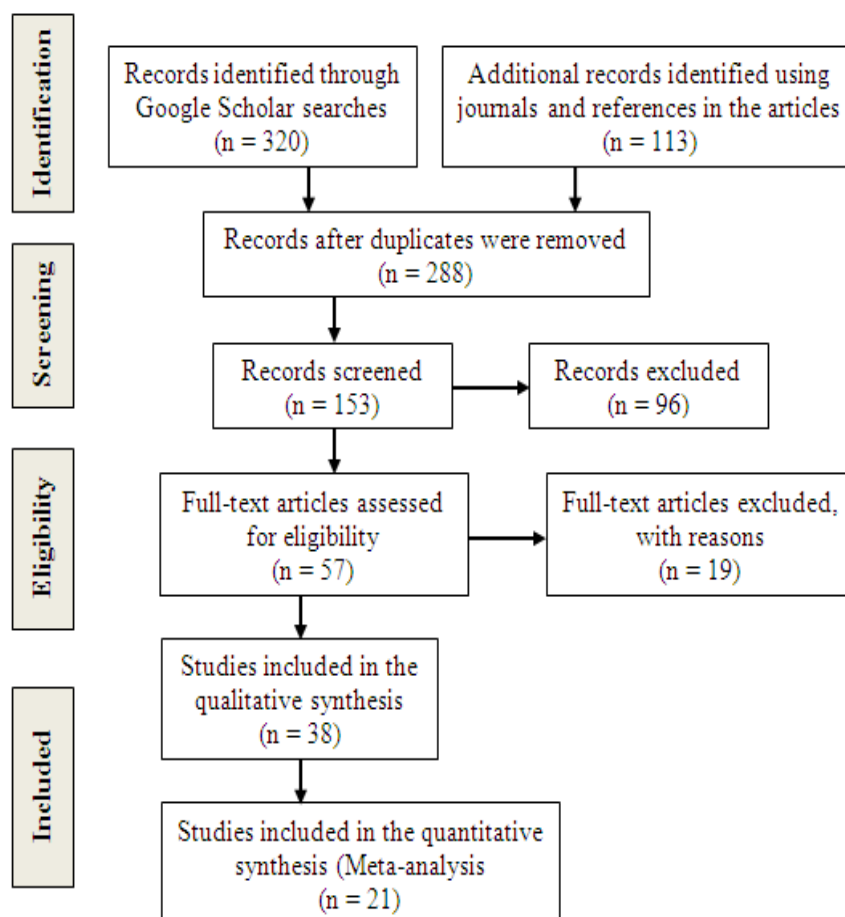 Identification
Records identified through
Google Scholar searches
(n = 320)
Additional records identified using
journals and references in the articles
(n = 113)
Records after duplicates were removed
(n = 288)
Screening
Records screened
(n = 153)
Records excluded
(n = 96)
Eligibility
Full-text articles assessed
for eligibility
(n = 57)
Full-text articles excluded,
with reasons
(n = 19)
Studies included in the
qualitative synthesis
(n = 38)
Included
Studies included in the quantitative
synthesis (Meta-analysis
(n = 21)